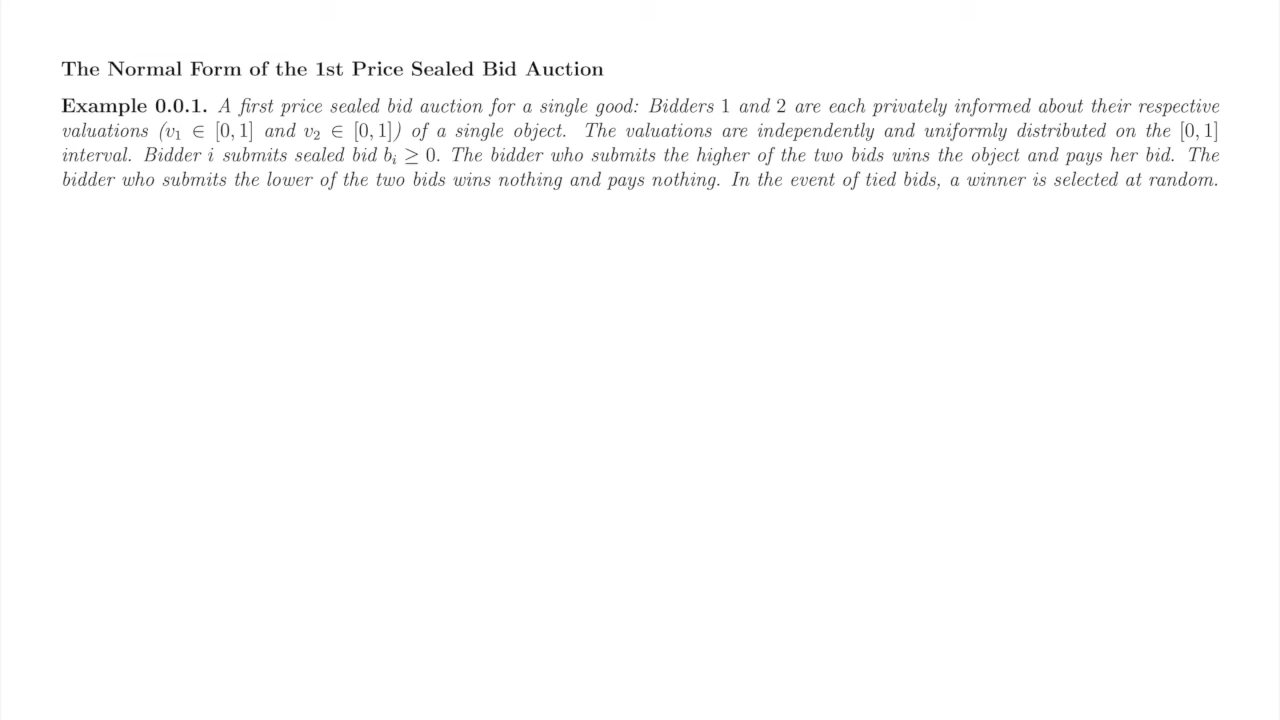 The Normal Form of the 1st Price Sealed Bid Auction
Example 0.0.1. A first price sealed bid auction for a single good: Bidders 1 and 2 are each privately informed about their respective
valuations (v₁ ∈ [0, 1] and v₂ ∈ [0, 1]) of a single object. The valuations are independently and uniformly distributed on the [0, 1]
interval. Bidder i submits sealed bid bᵢ ≥ 0. The bidder who submits the higher of the two bids wins the object and pays her bid. The
bidder who submits the lower of the two bids wins nothing and pays nothing. In the event of tied bids, a winner is selected at random.